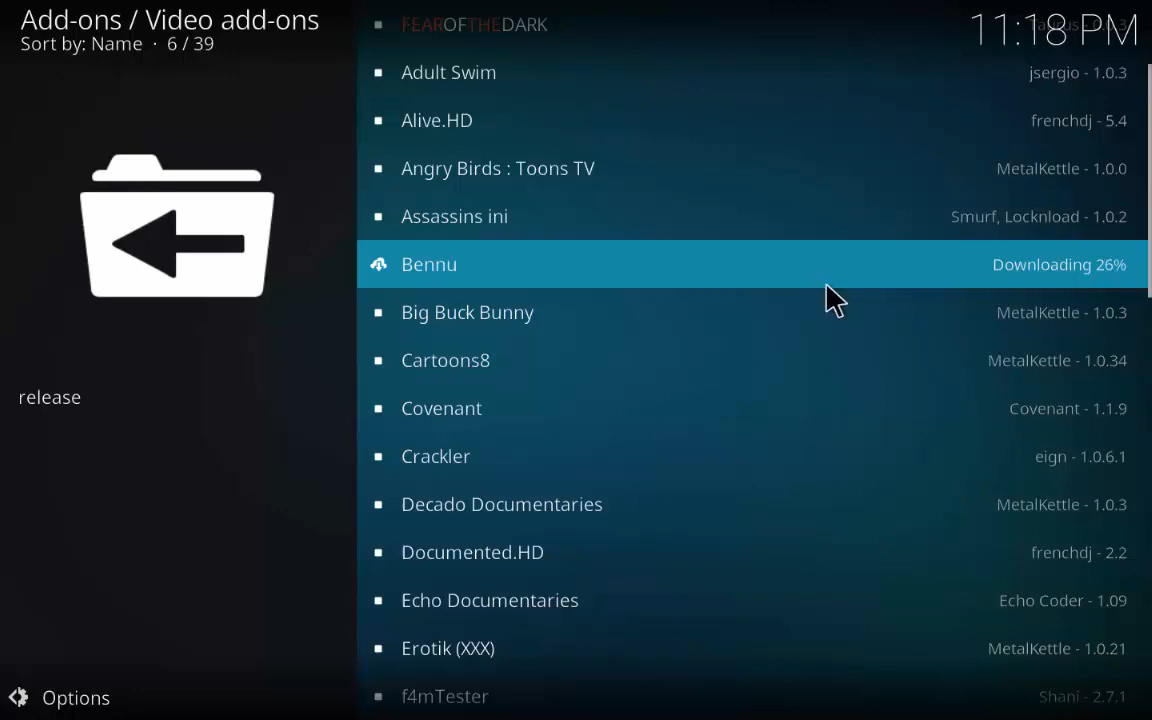 Add-ons / Video add-ons
Sort by: Name · 6 / 39
11:18 PM
FEAROFTHEDARK
Adult Swim jsergio - 1.0.3
Alive.HD frenchdj - 5.4
Angry Birds : Toons TV MetalKettle - 1.0.0
Assassins ini Smurf, Locknload - 1.0.2
Bennu Downloading 26%
Big Buck Bunny MetalKettle - 1.0.3
Cartoons8 MetalKettle - 1.0.34
Covenant Covenant - 1.1.9
Crackler eign - 1.0.6.1
Decado Documentaries MetalKettle - 1.0.3
Documented.HD frenchdj - 2.2
Echo Documentaries Echo Coder - 1.09
Erotik (XXX) MetalKettle - 1.0.21
f4mTester Shani - 2.7.1
release
Options